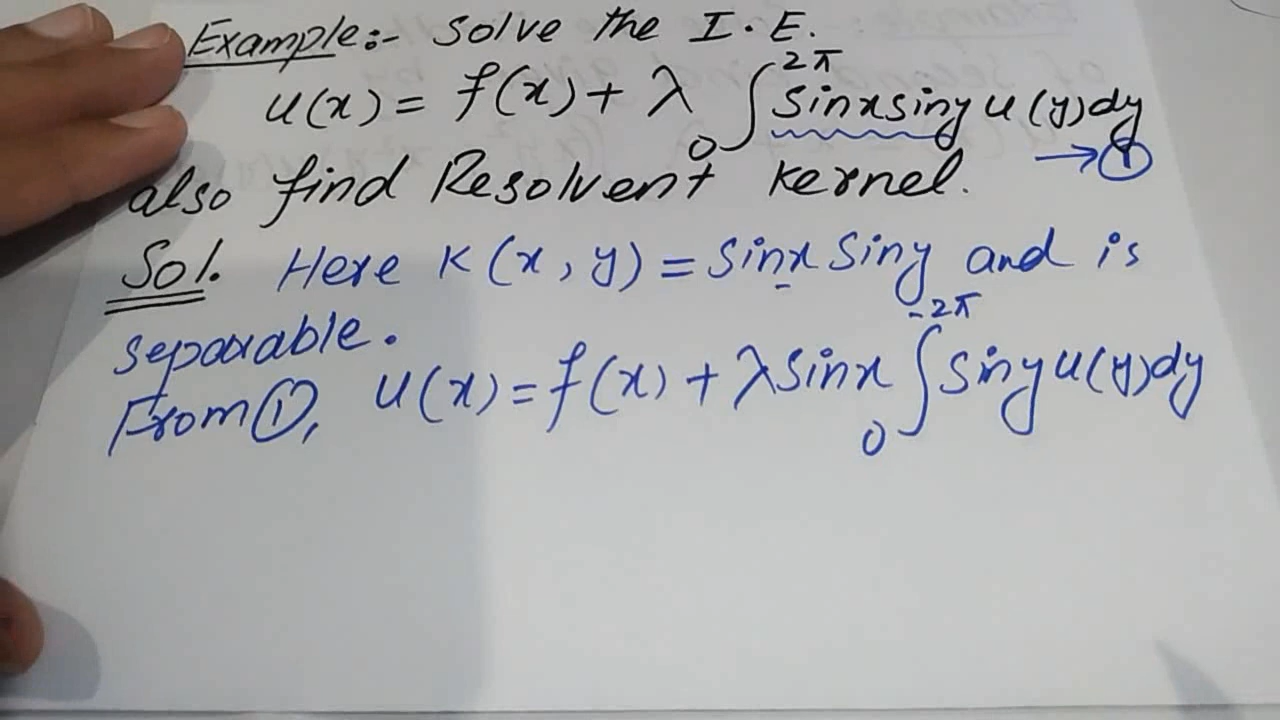 Example:- Solve the I.E.
u(x) = f(x) + λ ∫₀^2π sinx siny u(y)dy
→ ①
also find Resolvent kernel.
Sol. Here K(x, y) = sinx siny and is
separable.
From ①, u(x) = f(x) + λ sinx ∫₀^2π siny u(y)dy